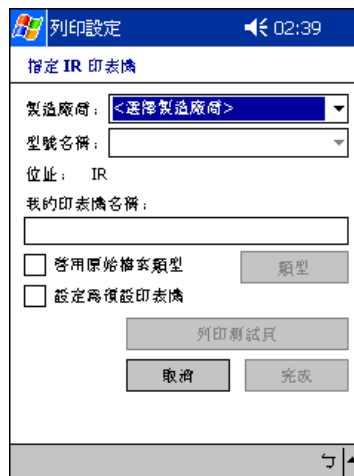 列印設定 02:39
指定 IR 印表機
製造廠商： <選擇製造廠商>
型號名稱：
位址： IR
我的印表機名稱：
啓用原始檔案類型 類型
設定為預設印表機
列印測試頁
取消 完成
ㄅ